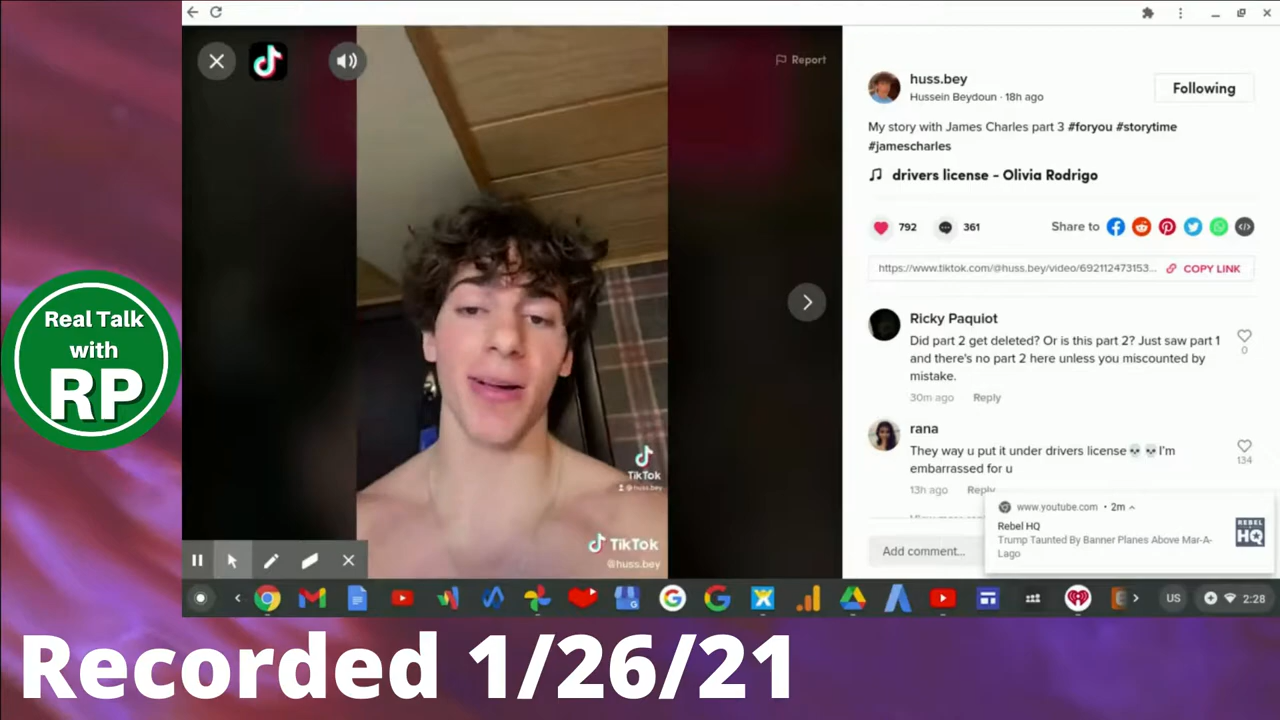 Report
huss.bey
Hussein Beydoun · 18h ago
Following
My story with James Charles part 3 #foryou #storytime
#jamescharles
drivers license - Olivia Rodrigo
792
361
Share to
https://www.tiktok.com/@huss.bey/video/692112473153...
COPY LINK
Ricky Paquiot
Did part 2 get deleted? Or is this part 2? Just saw part 1
and there's no part 2 here unless you miscounted by
mistake.
0
30m ago Reply
rana
They way u put it under drivers license💀💀I'm
embarrassed for u
134
13h ago Reply
Add comment...
www.youtube.com • 2m
Rebel HQ
Trump Taunted By Banner Planes Above Mar-A-
Lago
REBEL
HQ
TikTok
@huss.bey
TikTok
@huss.bey
US
2:28
Real Talk
with
RP
Recorded 1/26/21